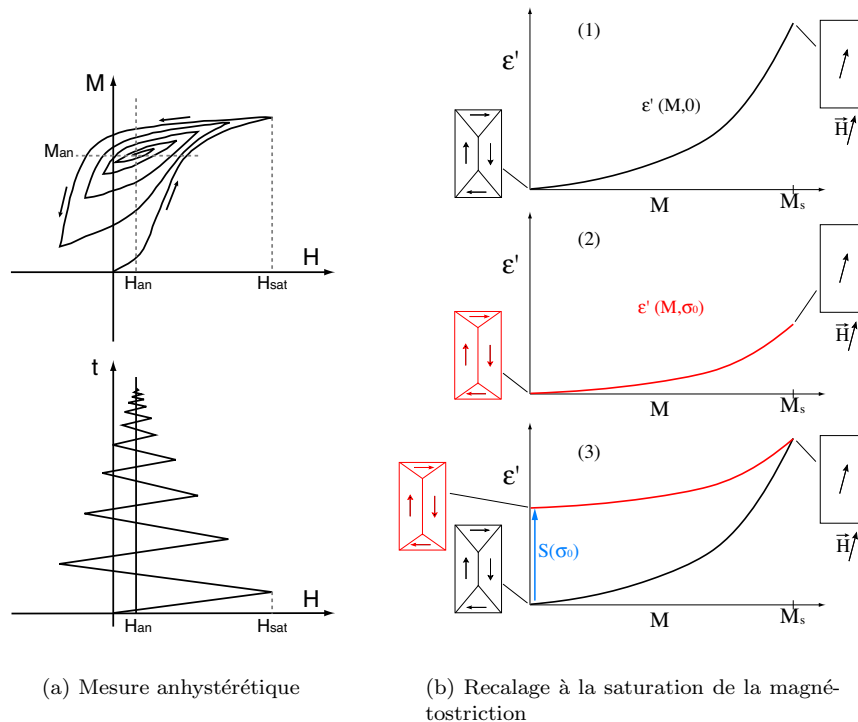 M
Man
H
Han
Hsat
t
H
Han
Hsat
(1)
ε'
ε' (M,0)
H⃗
M
Ms
(2)
ε'
ε' (M,σ₀)
H⃗
M
Ms
(3)
ε'
S(σ₀)
H⃗
M
Ms
(a) Mesure anhystérétique
(b) Recalage à la saturation de la magné-
tostriction